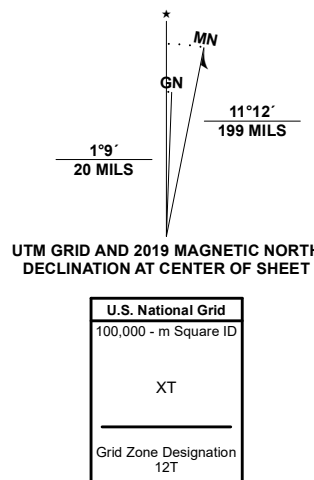 ★
MN
GN
11°12´
199 MILS
1°9´
20 MILS
UTM GRID AND 2019 MAGNETIC NORTH
DECLINATION AT CENTER OF SHEET
U.S. National Grid
100,000 - m Square ID
XT
Grid Zone Designation
12T